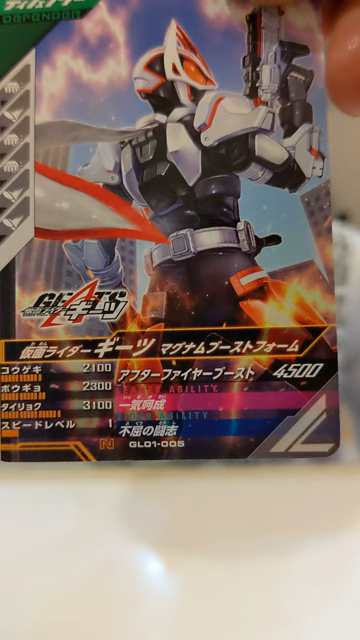 ディフェンダー
DEFENDER
GEATS
仮面ライダー ギーツ
仮面ライダー ギーツ マグナムブーストフォーム
コウゲキ 2100
アフターファイヤーブースト 4500
ボウギョ 2300
LEADER ABILITY
タイリョク 3100
一気呵成
RIDER ABILITY
スピードレベル 1
不屈の闘志
N GL01-005